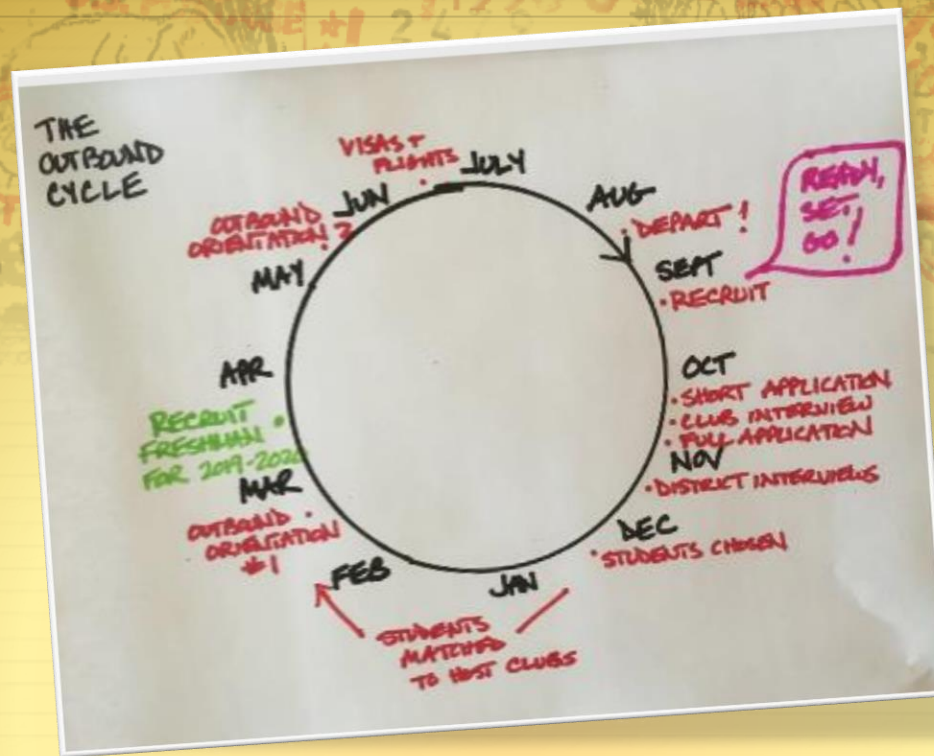 THE
OUTBOUND
CYCLE
VISAS +
FLIGHTS
JULY
AUG
• DEPART !
READY,
SET,
GO!
SEPT
• RECRUIT
OCT
• SHORT APPLICATION
• CLUB INTERVIEW
• FULL APPLICATION
NOV
• DISTRICT INTERVIEWS
DEC
• STUDENTS CHOSEN
JAN
STUDENTS
MATCHED
TO HOST CLUBS
FEB
OUTBOUND
ORIENTATION
#1
MAR
RECRUIT
FRESHMAN
FOR 2019-2020
APR
MAY
OUTBOUND
ORIENTATION 2
JUN